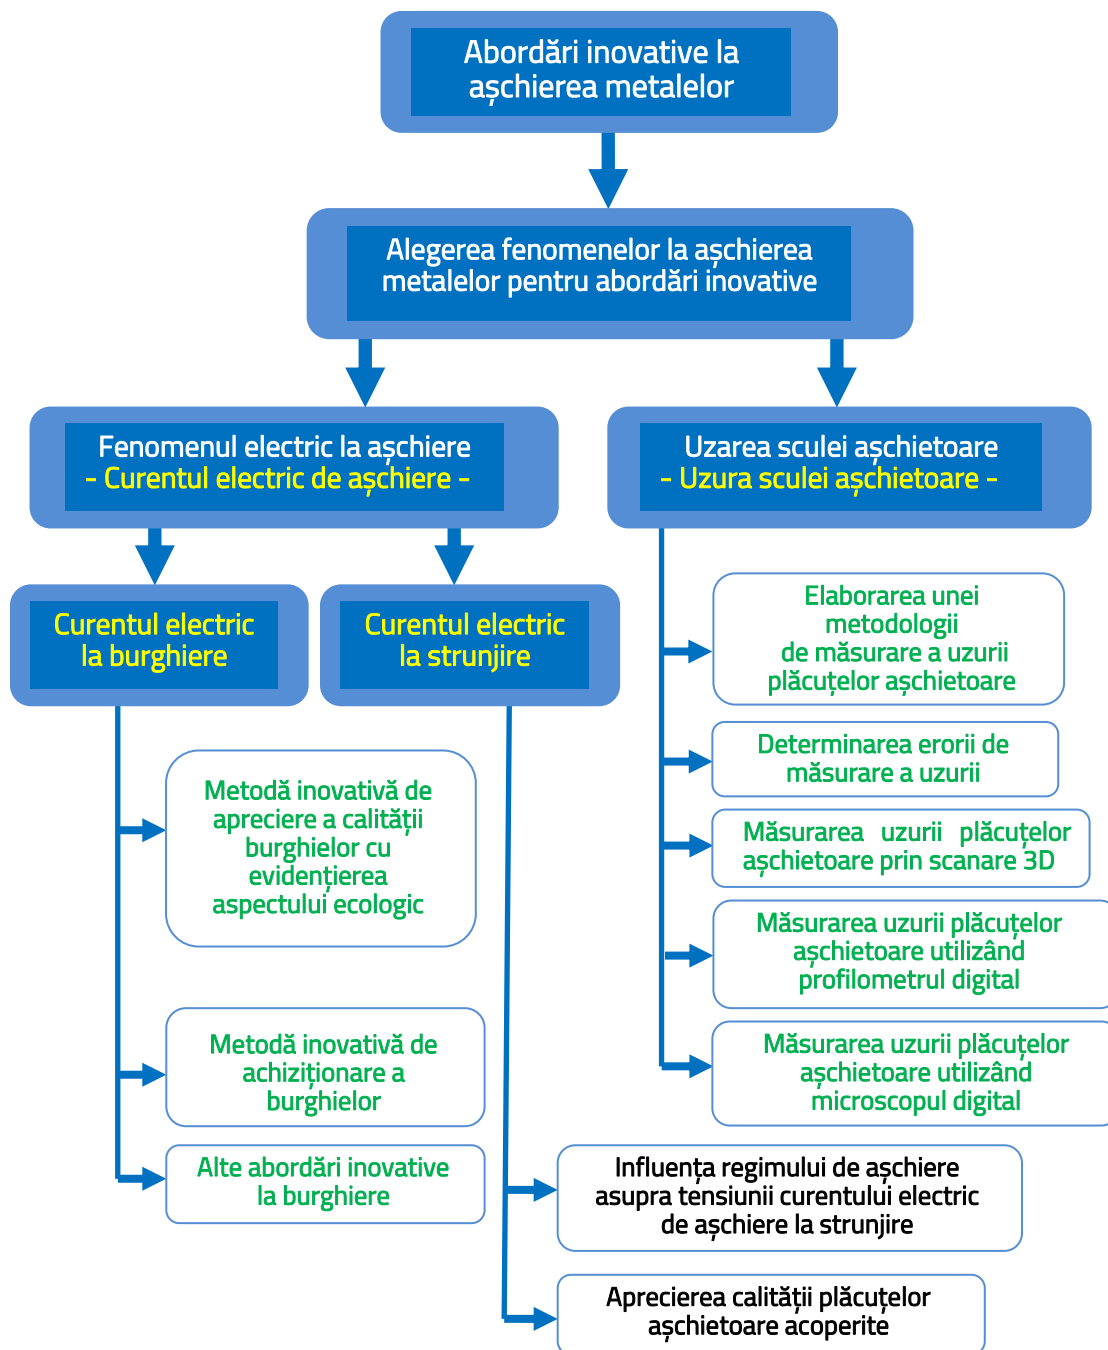 Abordări inovative la
așchierea metalelor
Alegerea fenomenelor la așchierea
metalelor pentru abordări inovative
Fenomenul electric la așchiere
- Curentul electric de așchiere -
Uzarea sculei așchietoare
- Uzura sculei așchietoare -
Curentul electric
la burghiere
Curentul electric
la strunjire
Metodă inovativă de
apreciere a calității
burghielor cu
evidențierea
aspectului ecologic
Metodă inovativă de
achiziționare a
burghielor
Alte abordări inovative
la burghiere
Elaborarea unei
metodologii
de măsurare a uzurii
plăcuțelor așchietoare
Determinarea erorii de
măsurare a uzurii
Măsurarea uzurii plăcuțelor
așchietoare prin scanare 3D
Măsurarea uzurii plăcuțelor
așchietoare utilizând
profilometrul digital
Măsurarea uzurii plăcuțelor
așchietoare utilizând
microscopul digital
Influența regimului de așchiere
asupra tensiunii curentului electric
de așchiere la strunjire
Aprecierea calității plăcuțelor
așchietoare acoperite